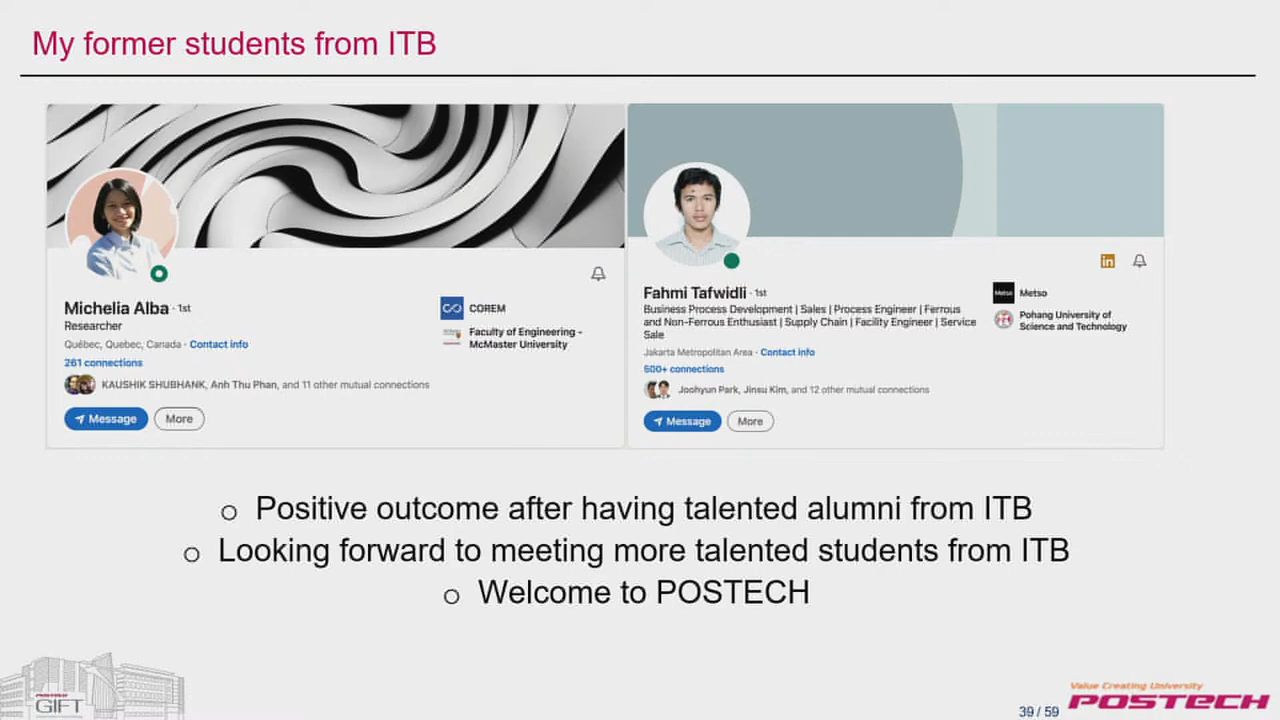 My former students from ITB
Michelia Alba · 1st
Researcher
Québec, Quebec, Canada · Contact info
261 connections
KAUSHIK SHUBHANK, Anh Thu Phan, and 11 other mutual connections
Message
More
COREM
Faculty of Engineering -
McMaster University
Fahmi Tafwidli · 1st
Business Process Development | Sales | Process Engineer | Ferrous
and Non-Ferrous Enthusiast | Supply Chain | Facility Engineer | Service
Sale
Jakarta Metropolitan Area · Contact info
500+ connections
Joohyun Park, Jinsu Kim, and 12 other mutual connections
Message
More
in
Metso
Metso
Pohang University of
Science and Technology
o Positive outcome after having talented alumni from ITB
o Looking forward to meeting more talented students from ITB
o Welcome to POSTECH
POSTECH
GIFT
39 / 59
Value Creating University
POSTECH